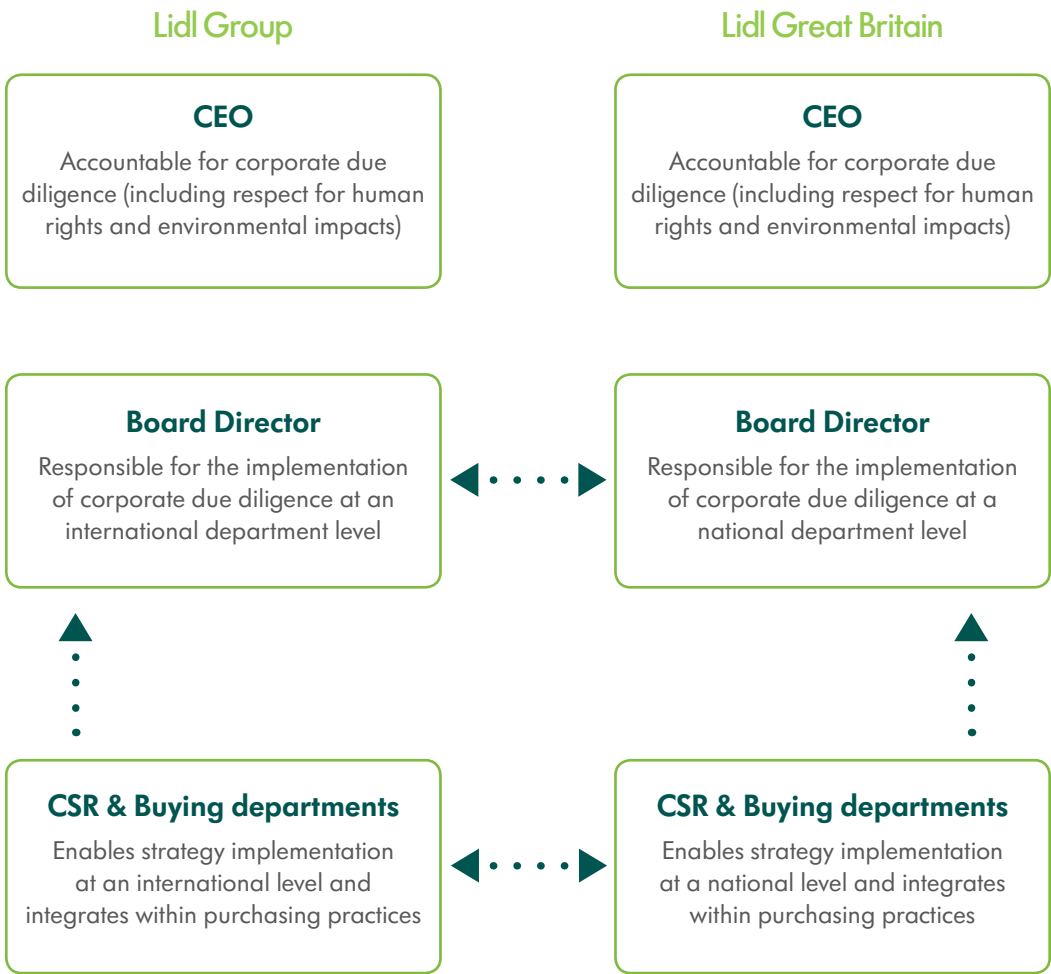 Lidl Group
Lidl Great Britain
CEO
Accountable for corporate due
diligence (including respect for human
rights and environmental impacts)
CEO
Accountable for corporate due
diligence (including respect for human
rights and environmental impacts)
Board Director
Responsible for the implementation
of corporate due diligence at an
international department level
Board Director
Responsible for the implementation
of corporate due diligence at a
national department level
CSR & Buying departments
Enables strategy implementation
at an international level and
integrates within purchasing practices
CSR & Buying departments
Enables strategy implementation
at a national level and integrates
within purchasing practices